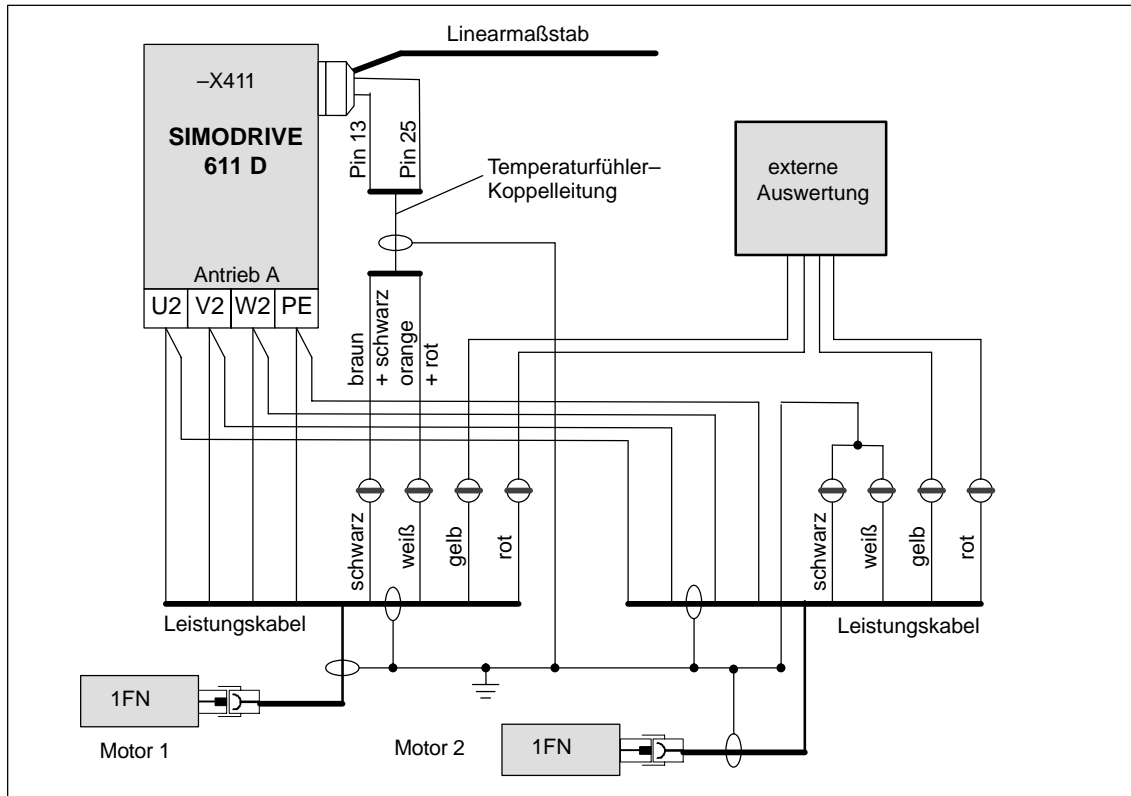 Linearmaßstab
–X411
SIMODRIVE
611 D
Pin 13
Pin 25
Temperaturfühler–
Koppelleitung
externe
Auswertung
Antrieb A
U2 V2 W2 PE
braun
+ schwarz
orange
+ rot
schwarz
weiß
gelb
rot
schwarz
weiß
gelb
rot
Leistungskabel
Leistungskabel
1FN
Motor 1
Motor 2
1FN